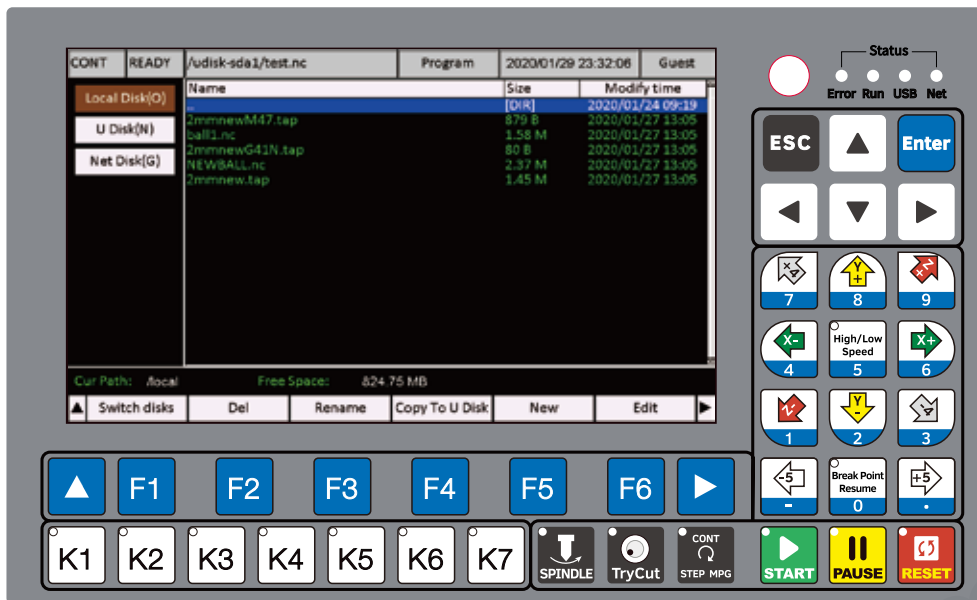 CONT READY /udisk-sda1/test.nc Program 2020/01/29 23:32:06 Guest
Name Size Modify time
Local Disk(O)
U Disk(N)
Net Disk(G)
.. [DIR] 2020/01/24 09:19
2mmnewM47.tap 879 B 2020/01/27 13:05
ball1.nc 1.58 M 2020/01/27 13:05
2mmnewG41N.tap 80 B 2020/01/27 13:05
NEWBALL.nc 2.37 M 2020/01/27 13:05
2mmnew.tap 1.45 M 2020/01/27 13:05
Cur Path: /local Free Space: 824.75 MB
Switch disks Del Rename Copy To U Disk New Edit
F1 F2 F3 F4 F5 F6
K1 K2 K3 K4 K5 K6 K7
SPINDLE
TryCut
CONT
STEP MPG
Status
Error Run USB Net
ESC
Enter
7
Y
+
8
Z+
9
X-
4
High/Low
Speed
5
X+
6
Z-
1
Y
-
2
3
-5
-
Break Point
Resume
0
+5
.
START
PAUSE
RESET